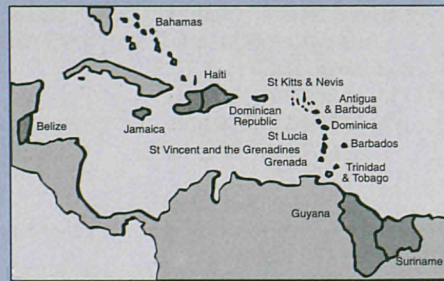 Bahamas
Haiti
St Kitts & Nevis
Antigua
& Barbuda
Belize
Jamaica
Dominican
Republic
Dominica
St Lucia
Barbados
St Vincent and the Grenadines
Grenada
Trinidad
& Tobago
Guyana
Suriname